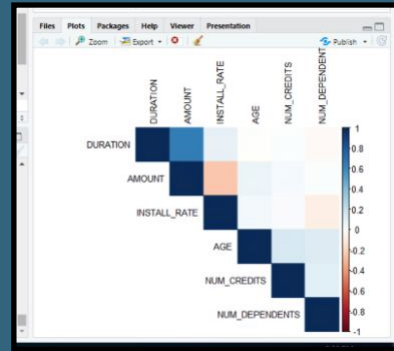 Files Plots Packages Help Viewer Presentation
Zoom Export Publish
DURATION
AMOUNT
INSTALL_RATE
AGE
NUM_CREDITS
NUM_DEPENDENT
DURATION
AMOUNT
INSTALL_RATE
AGE
NUM_CREDITS
NUM_DEPENDENTS
1
0.8
0.6
0.4
0.2
0
-0.2
-0.4
-0.6
-0.8
-1